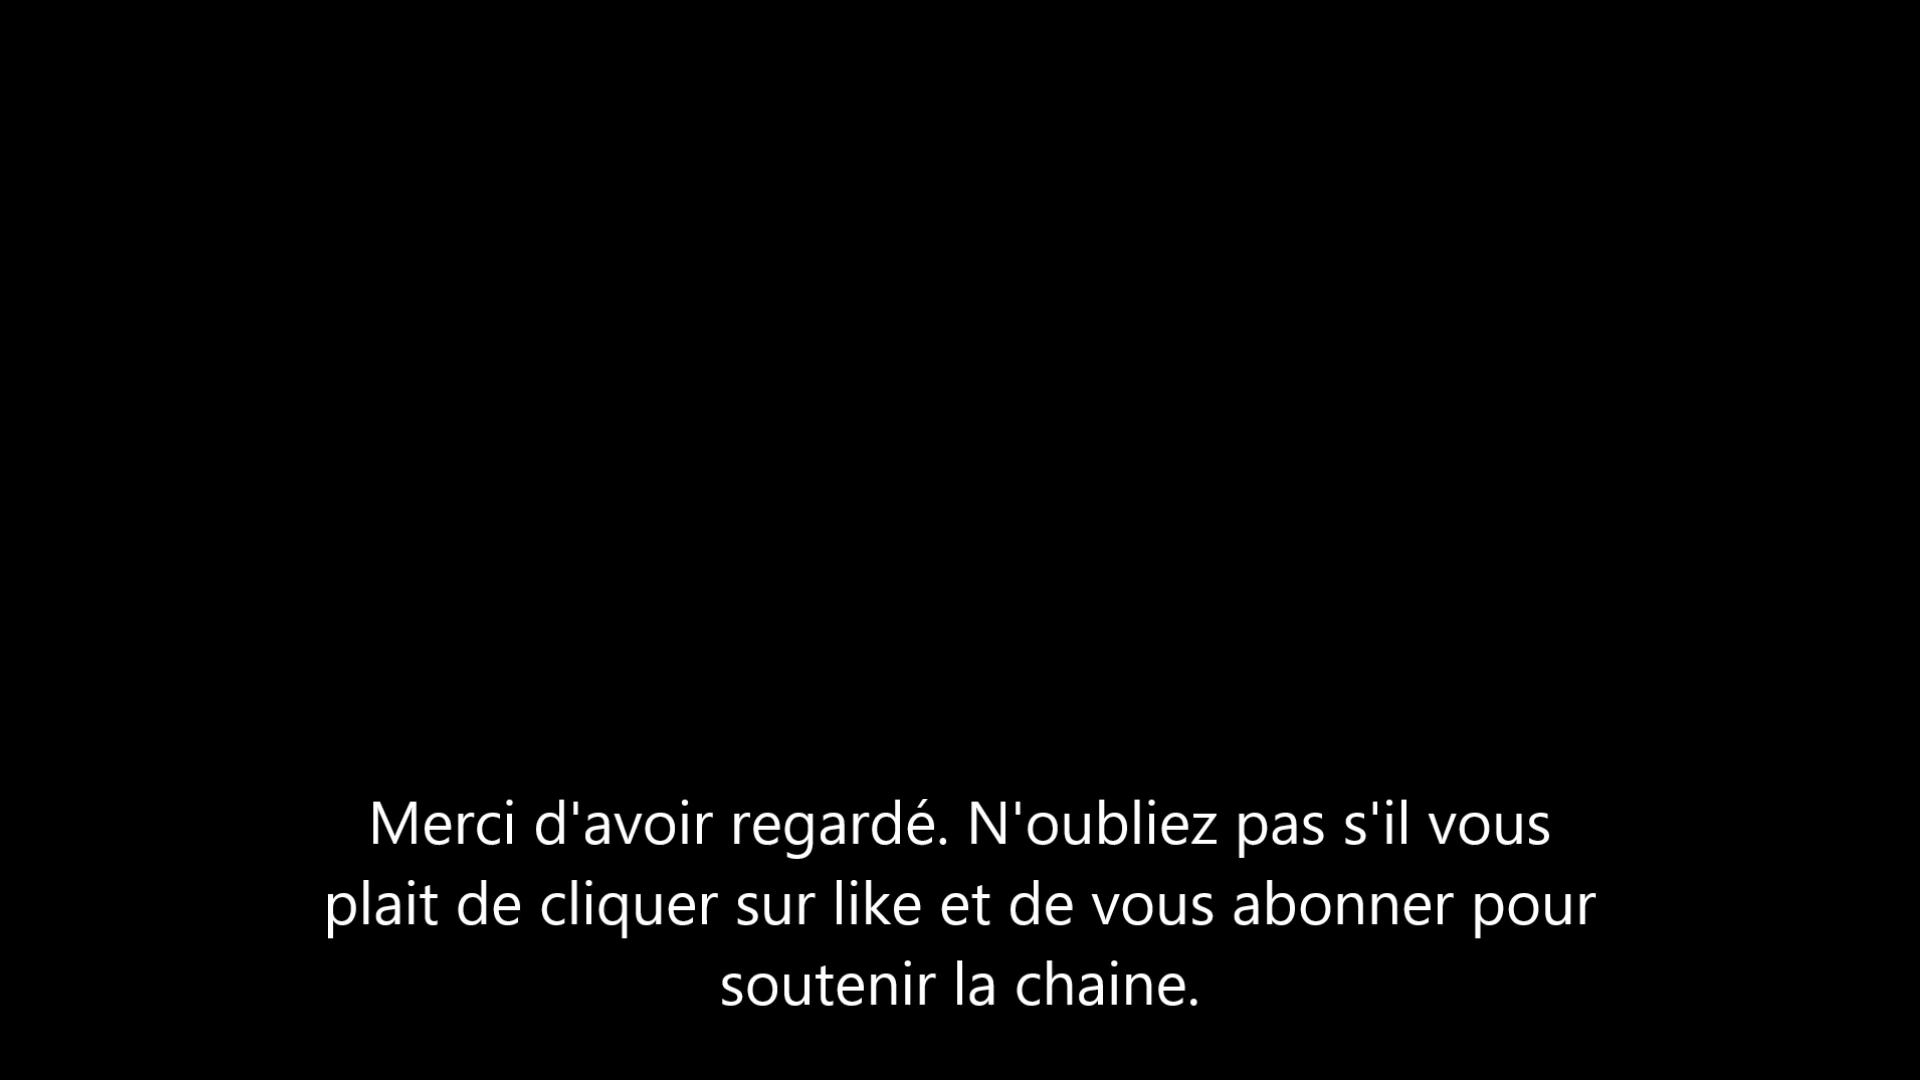 Merci d'avoir regardé. N'oubliez pas s'il vous
plait de cliquer sur like et de vous abonner pour
soutenir la chaine.